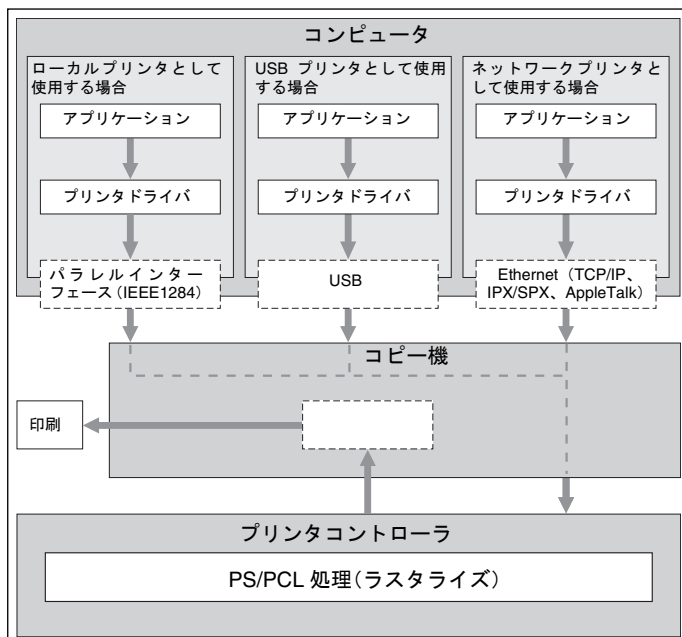 コンピュータ
ローカルプリンタとして
使用する場合
アプリケーション
プリンタドライバ
パラレルインター
フェース(IEEE1284)
USB プリンタとして使用
する場合
アプリケーション
プリンタドライバ
USB
ネットワークプリンタと
して使用する場合
アプリケーション
プリンタドライバ
Ethernet(TCP/IP、
IPX/SPX、AppleTalk)
コピー機
印刷
プリンタコントローラ
PS/PCL 処理(ラスタライズ)